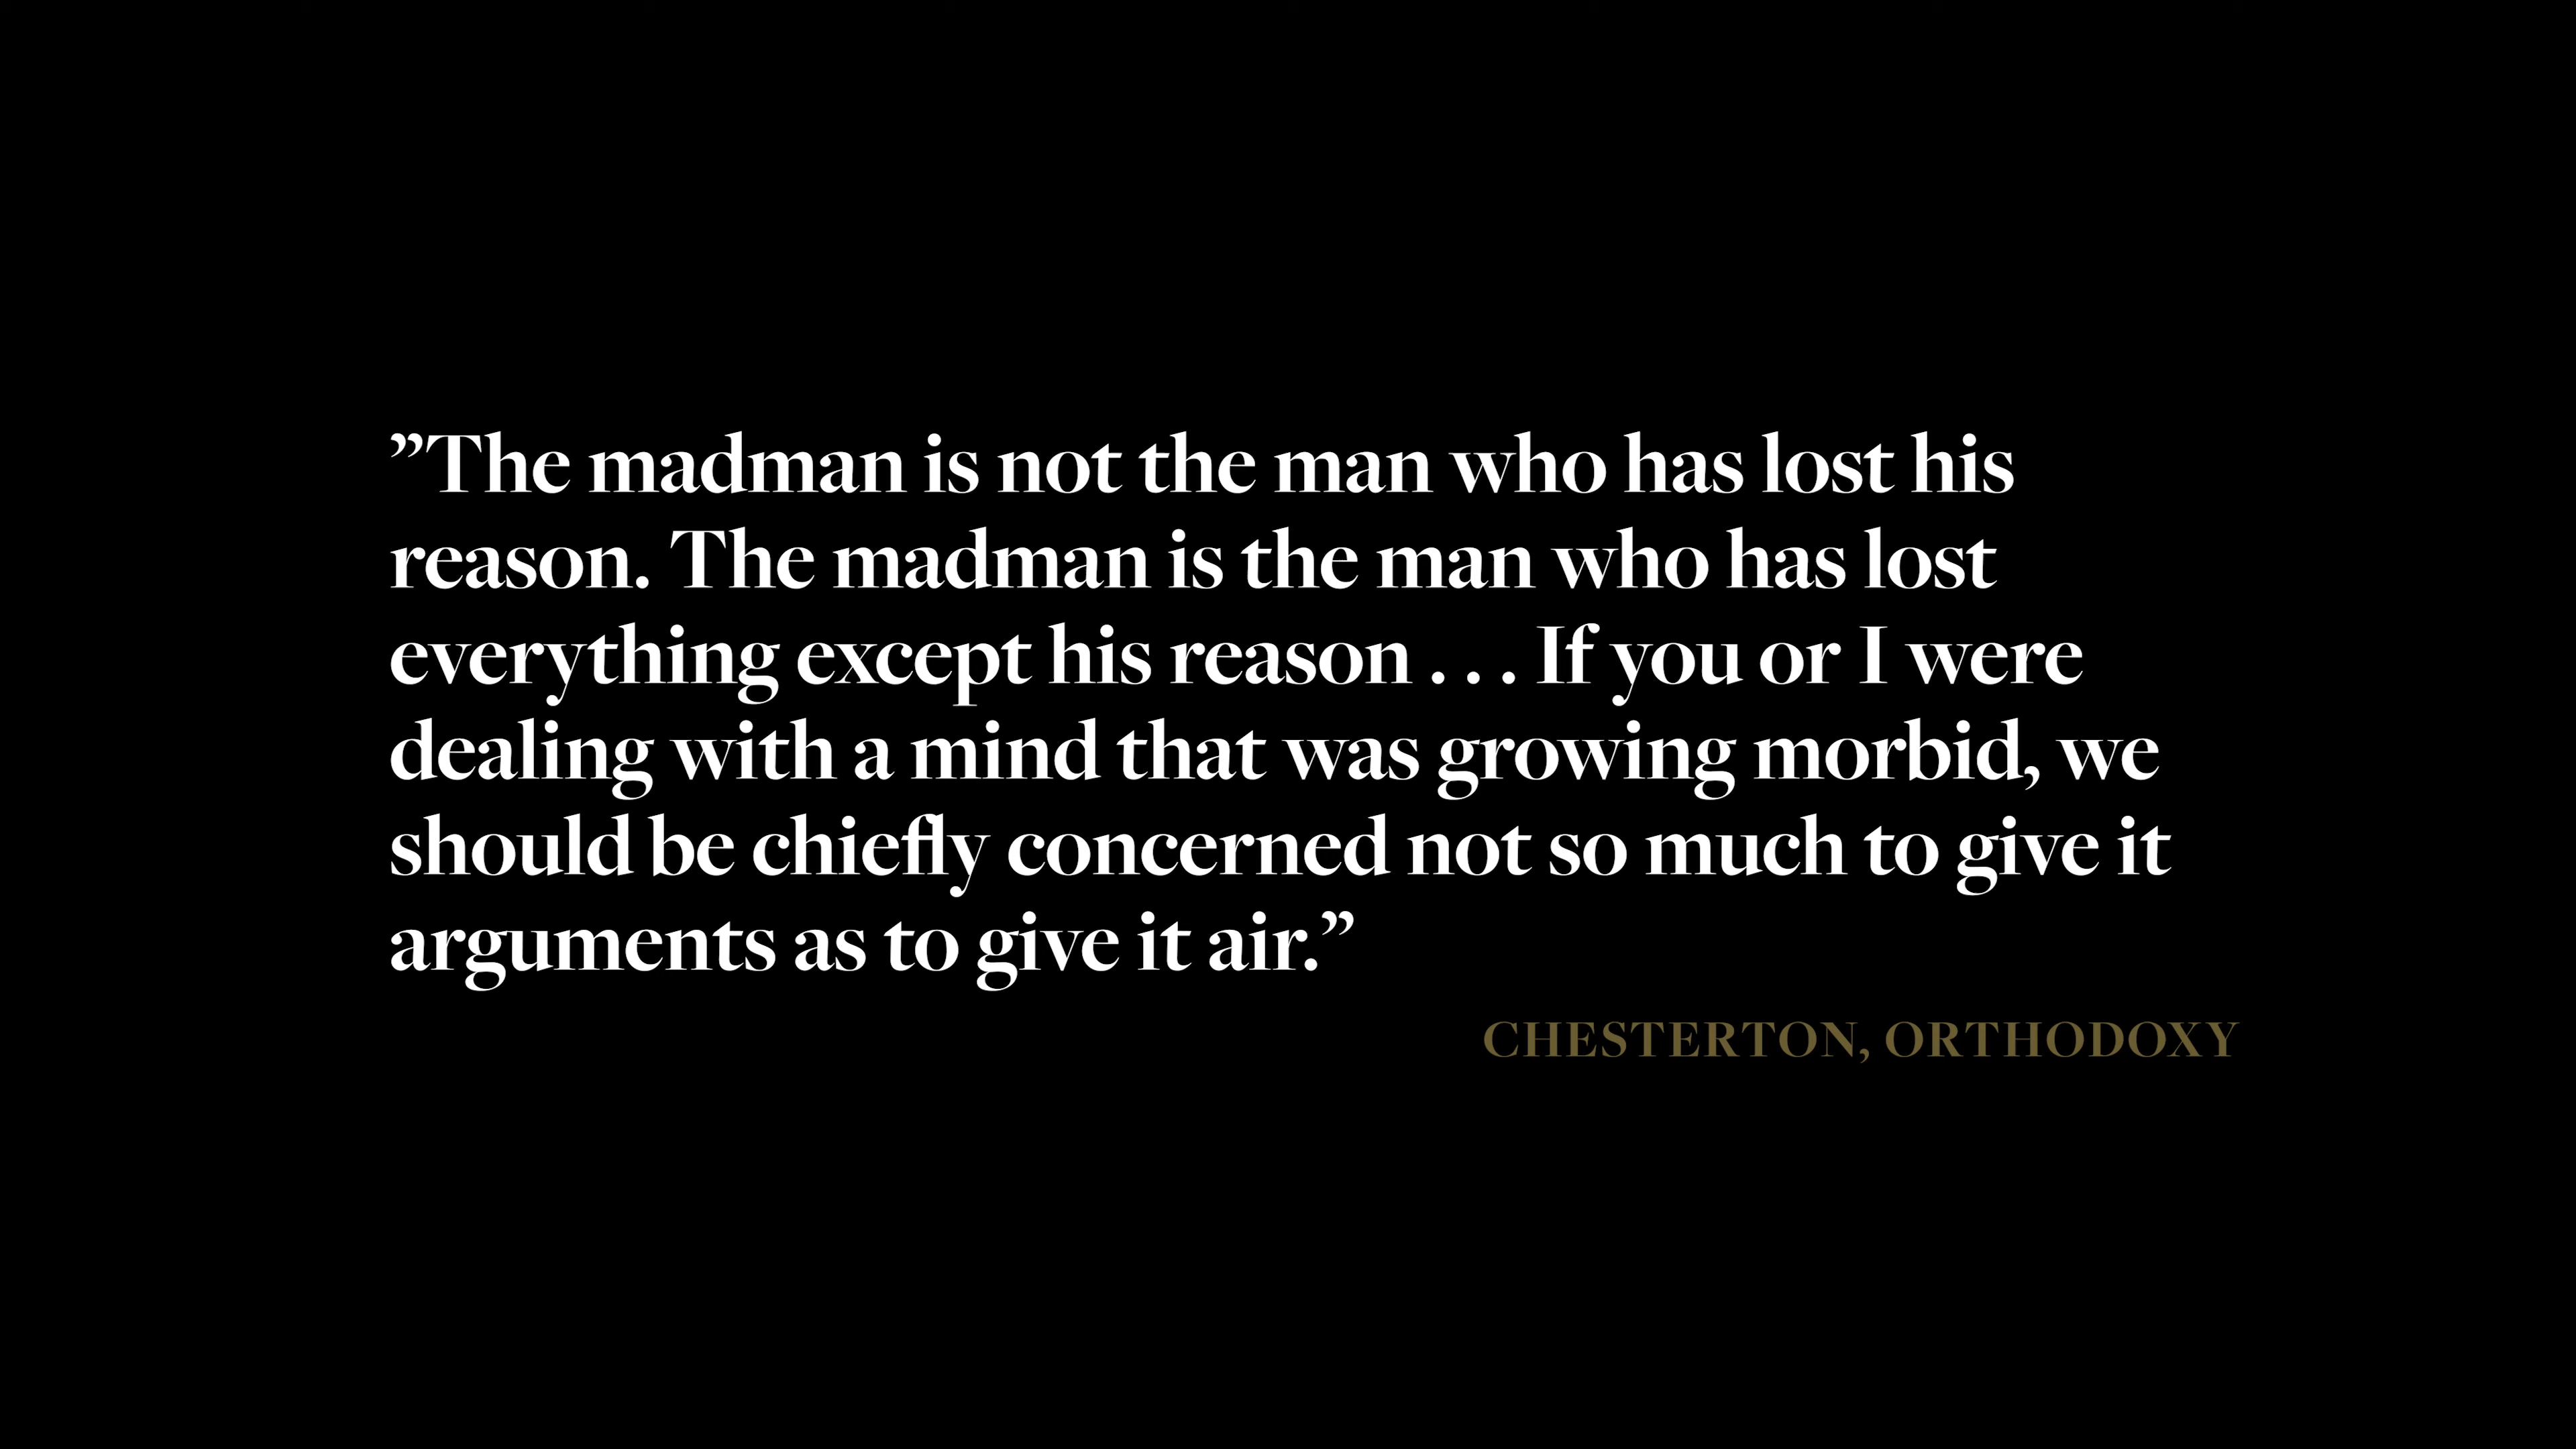 ”The madman is not the man who has lost his
reason. The madman is the man who has lost
everything except his reason . . . If you or I were
dealing with a mind that was growing morbid, we
should be chiefly concerned not so much to give it
arguments as to give it air.”
CHESTERTON, ORTHODOXY